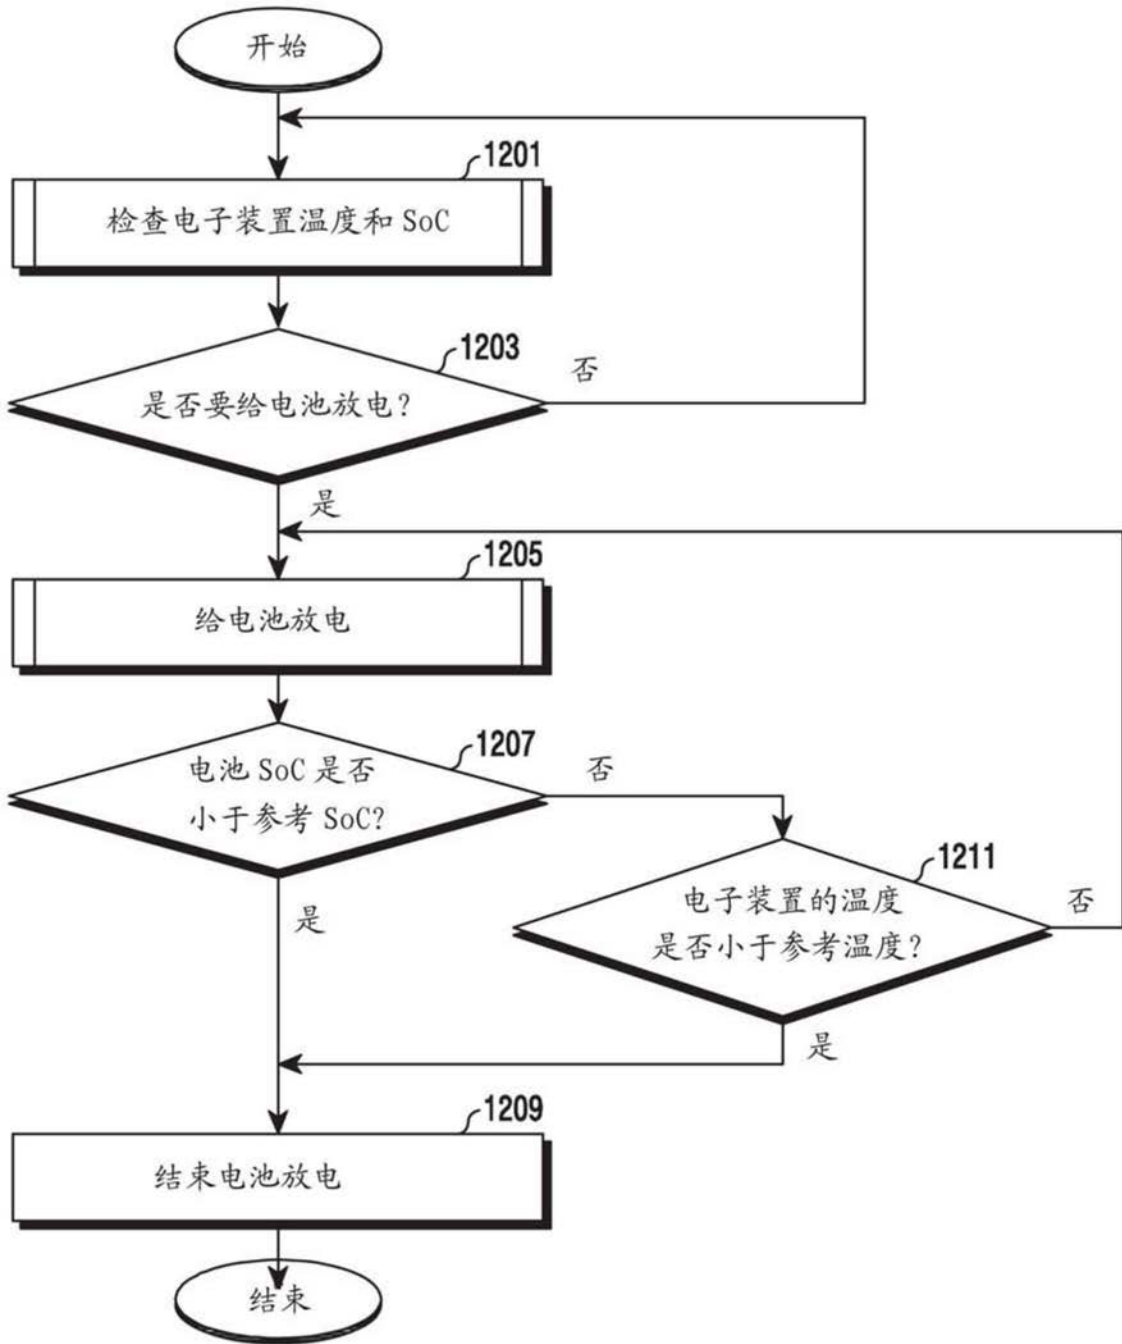 开始
1201
检查电子装置温度和 SoC
1203
是否要给电池放电?
否
是
1205
给电池放电
1207
电池 SoC 是否
小于参考 SoC?
否
是
1211
电子装置的温度
是否小于参考温度?
否
是
1209
结束电池放电
结束